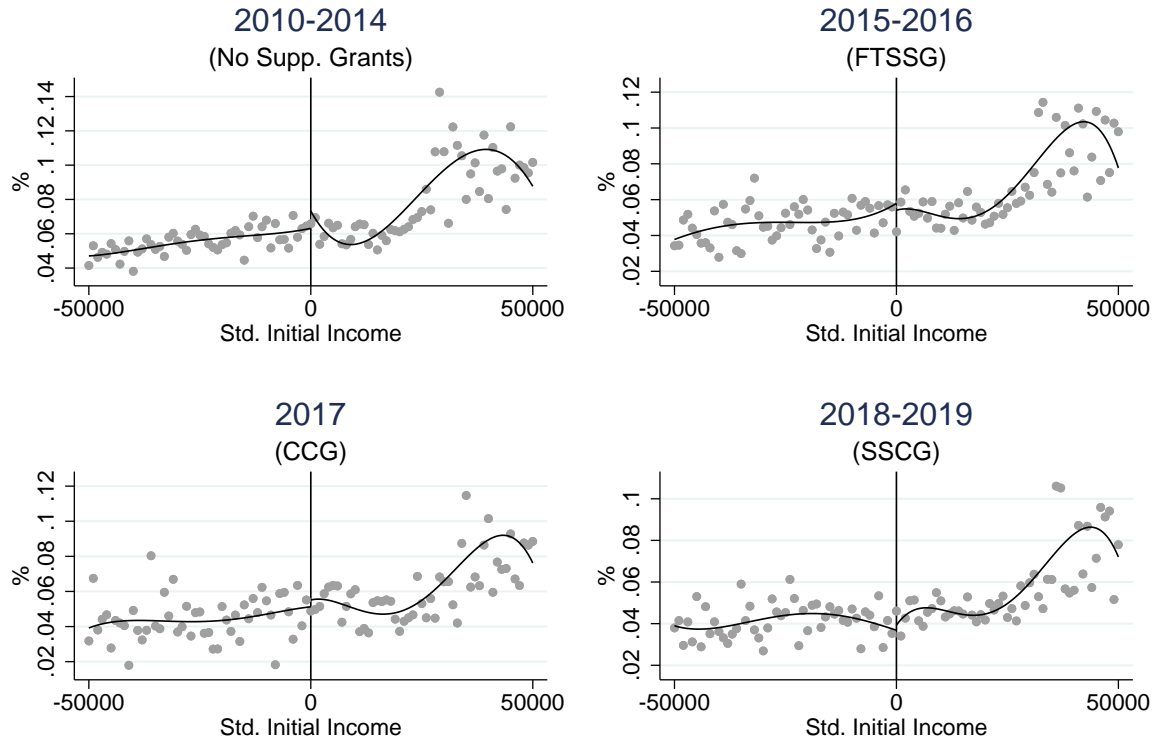 2010-2014
(No Supp. Grants)
%
.04 .06 .08 .1 .12 .14
-50000 0 50000
Std. Initial Income
2015-2016
(FTSSG)
%
.02 .04 .06 .08 .1 .12
-50000 0 50000
Std. Initial Income
2017
(CCG)
%
.02 .04 .06 .08 .1 .12
-50000 0 50000
Std. Initial Income
2018-2019
(SSCG)
%
.02 .04 .06 .08 .1
-50000 0 50000
Std. Initial Income